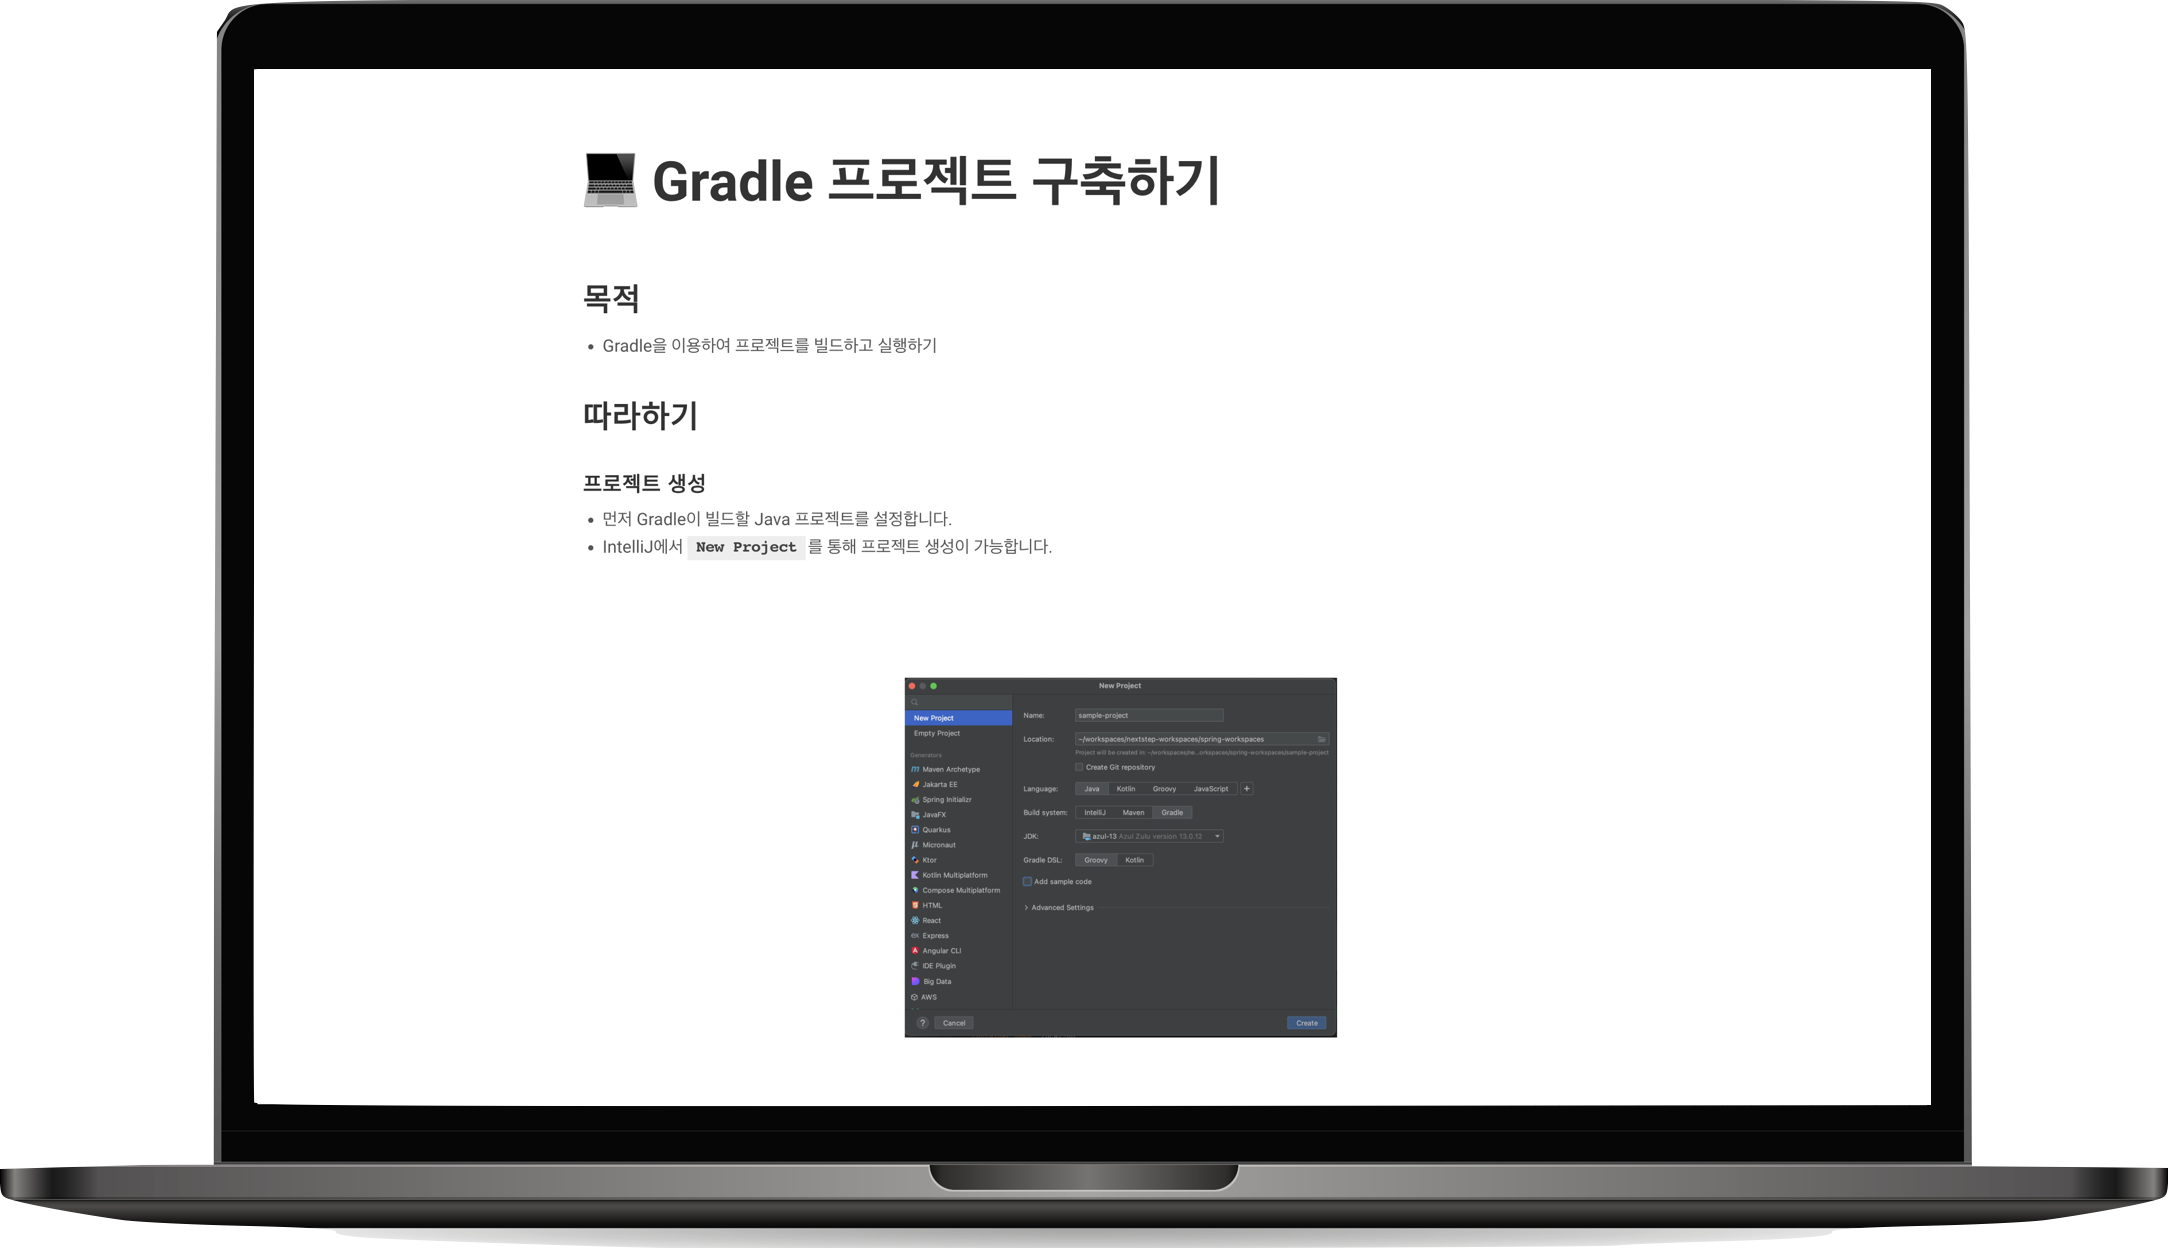 Gradle 프로젝트 구축하기
목적
• Gradle을 이용하여 프로젝트를 빌드하고 실행하기
따라하기
프로젝트 생성
• 먼저 Gradle이 빌드할 Java 프로젝트를 설정합니다.
• IntelliJ에서 New Project 를 통해 프로젝트 생성이 가능합니다.
New Project
New Project
Empty Project
Generators
Maven Archetype
Jakarta EE
Spring Initializr
JavaFX
Quarkus
Micronaut
Ktor
Kotlin Multiplatform
Compose Multiplatform
HTML
React
ex Express
Angular CLI
IDE Plugin
Big Data
AWS
Name: sample-project
Location: ~/workspaces/nextstep-workspaces/spring-workspaces
Project will be created in: ~/workspaces/ne...orkspaces/spring-workspaces/sample-project
Create Git repository
Language: Java Kotlin Groovy JavaScript +
Build system: IntelliJ Maven Gradle
JDK: azul-13 Azul Zulu version 13.0.12
Gradle DSL: Groovy Kotlin
Add sample code
> Advanced Settings
? Cancel Create